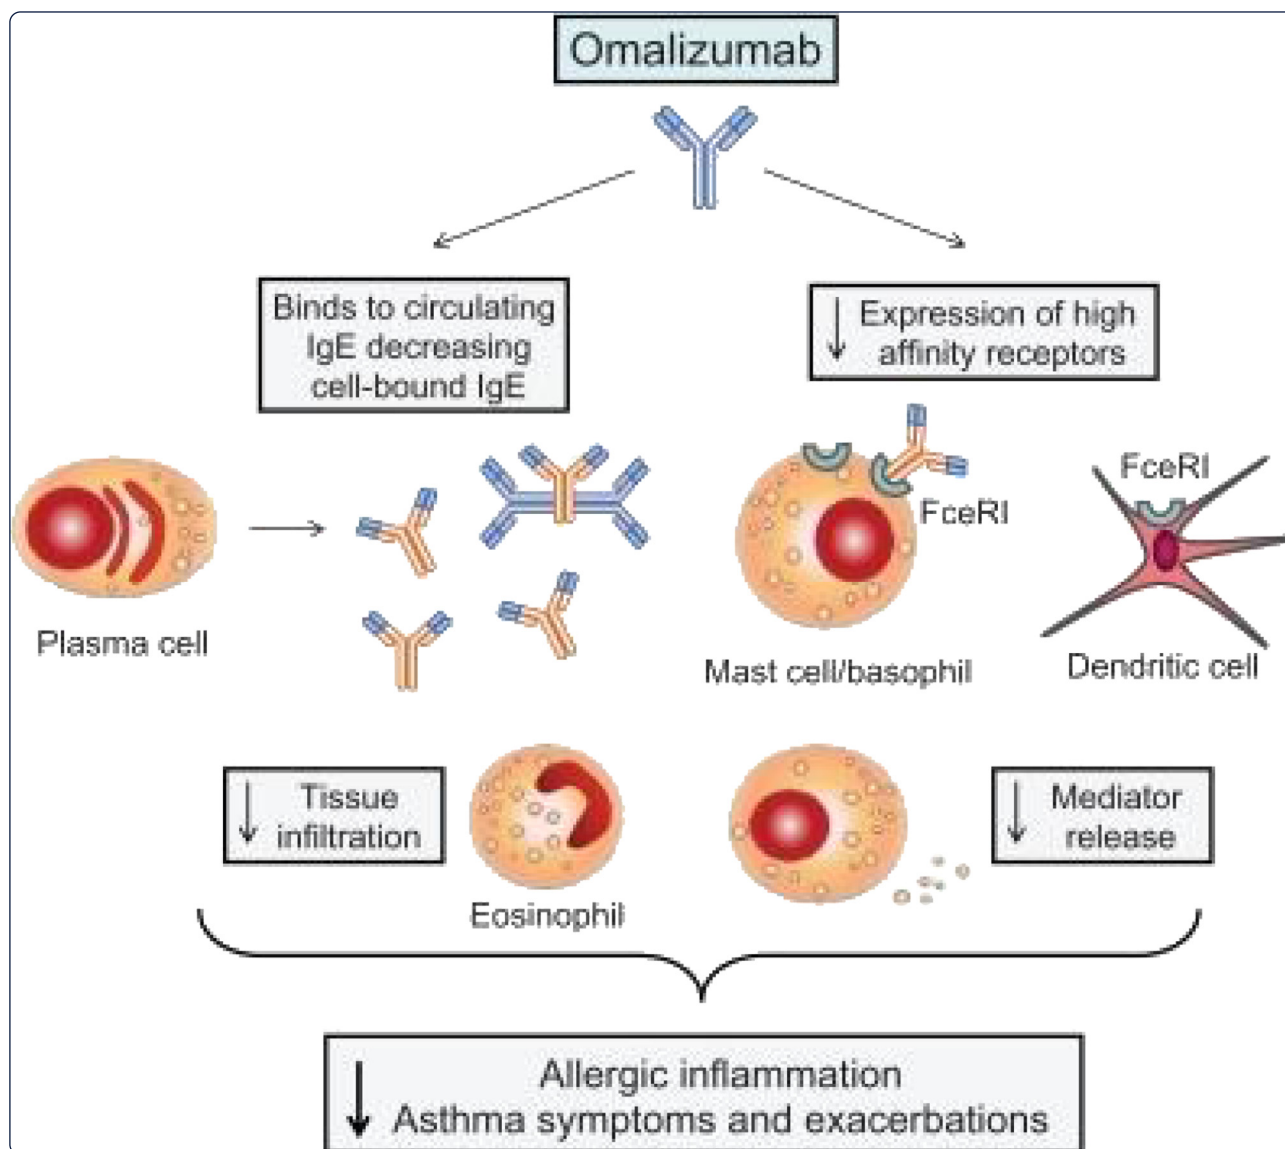 Omalizumab
Binds to circulating
IgE decreasing
cell-bound IgE
↓ Expression of high
affinity receptors
FceRI
FceRI
Plasma cell
Mast cell/basophil
Dendritic cell
↓ Tissue
infiltration
↓ Mediator
release
Eosinophil
↓ Allergic inflammation
Asthma symptoms and exacerbations